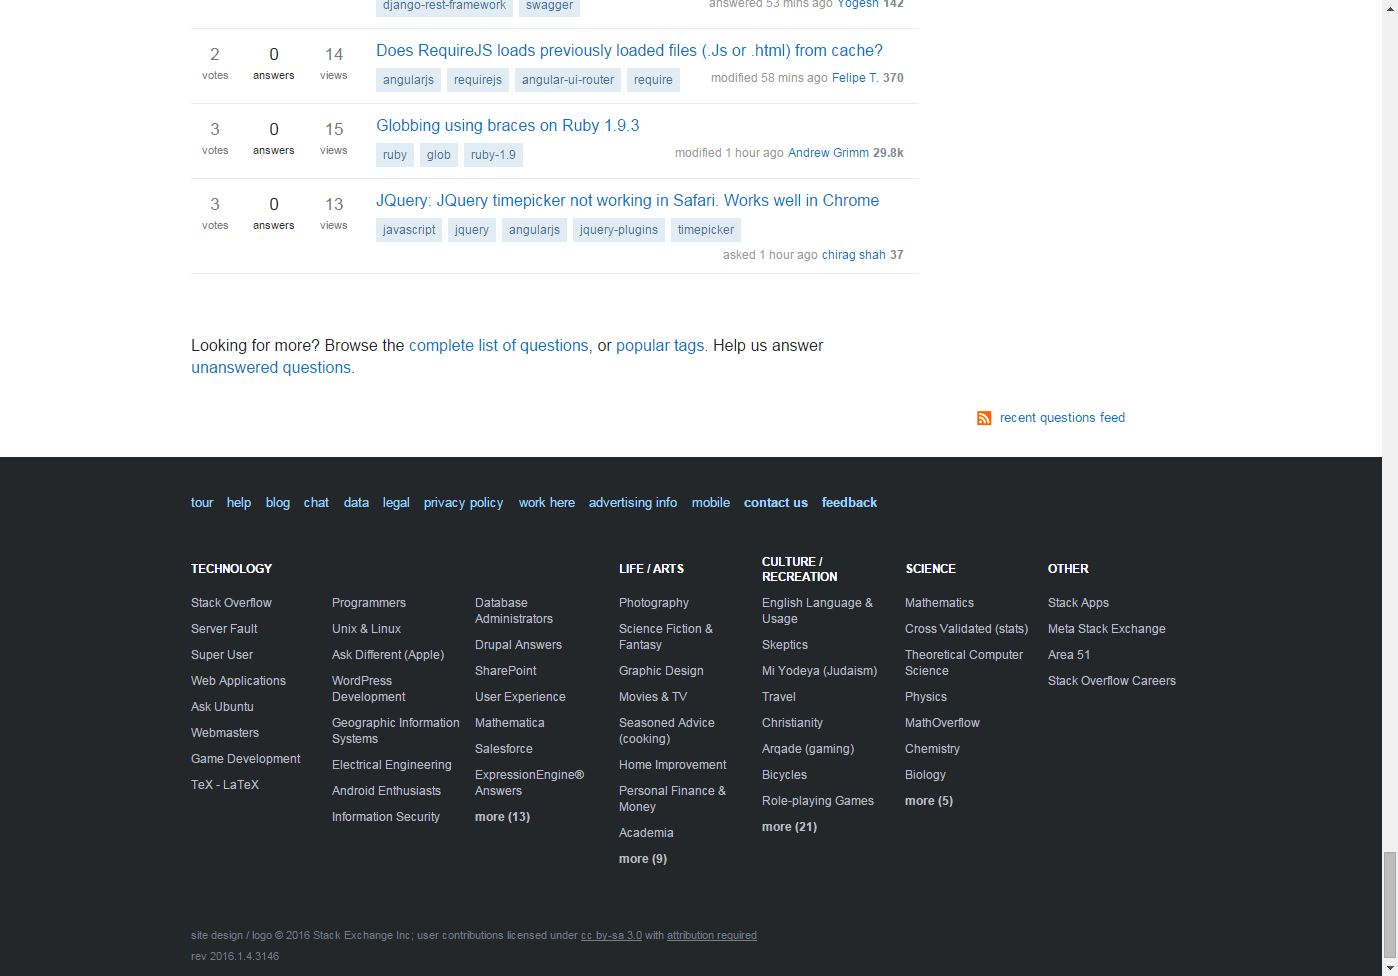 django-rest-framework swagger answered 53 mins ago Yogesh 142
2 0 14 Does RequireJS loads previously loaded files (.Js or .html) from cache?
votes answers views angularjs requirejs angular-ui-router require modified 58 mins ago Felipe T. 370
3 0 15 Globbing using braces on Ruby 1.9.3
votes answers views ruby glob ruby-1.9 modified 1 hour ago Andrew Grimm 29.8k
3 0 13 JQuery: JQuery timepicker not working in Safari. Works well in Chrome
votes answers views javascript jquery angularjs jquery-plugins timepicker
asked 1 hour ago chirag shah 37
Looking for more? Browse the complete list of questions, or popular tags. Help us answer
unanswered questions.
recent questions feed
tour help blog chat data legal privacy policy work here advertising info mobile contact us feedback
TECHNOLOGY
Stack Overflow
Server Fault
Super User
Web Applications
Ask Ubuntu
Webmasters
Game Development
TeX - LaTeX
Programmers
Unix & Linux
Ask Different (Apple)
WordPress
Development
Geographic Information
Systems
Electrical Engineering
Android Enthusiasts
Information Security
Database
Administrators
Drupal Answers
SharePoint
User Experience
Mathematica
Salesforce
ExpressionEngine®
Answers
more (13)
LIFE / ARTS
Photography
Science Fiction &
Fantasy
Graphic Design
Movies & TV
Seasoned Advice
(cooking)
Home Improvement
Personal Finance &
Money
Academia
more (9)
CULTURE /
RECREATION
English Language &
Usage
Skeptics
Mi Yodeya (Judaism)
Travel
Christianity
Arqade (gaming)
Bicycles
Role-playing Games
more (21)
SCIENCE
Mathematics
Cross Validated (stats)
Theoretical Computer
Science
Physics
MathOverflow
Chemistry
Biology
more (5)
OTHER
Stack Apps
Meta Stack Exchange
Area 51
Stack Overflow Careers
site design / logo © 2016 Stack Exchange Inc; user contributions licensed under cc by-sa 3.0 with attribution required
rev 2016.1.4.3146